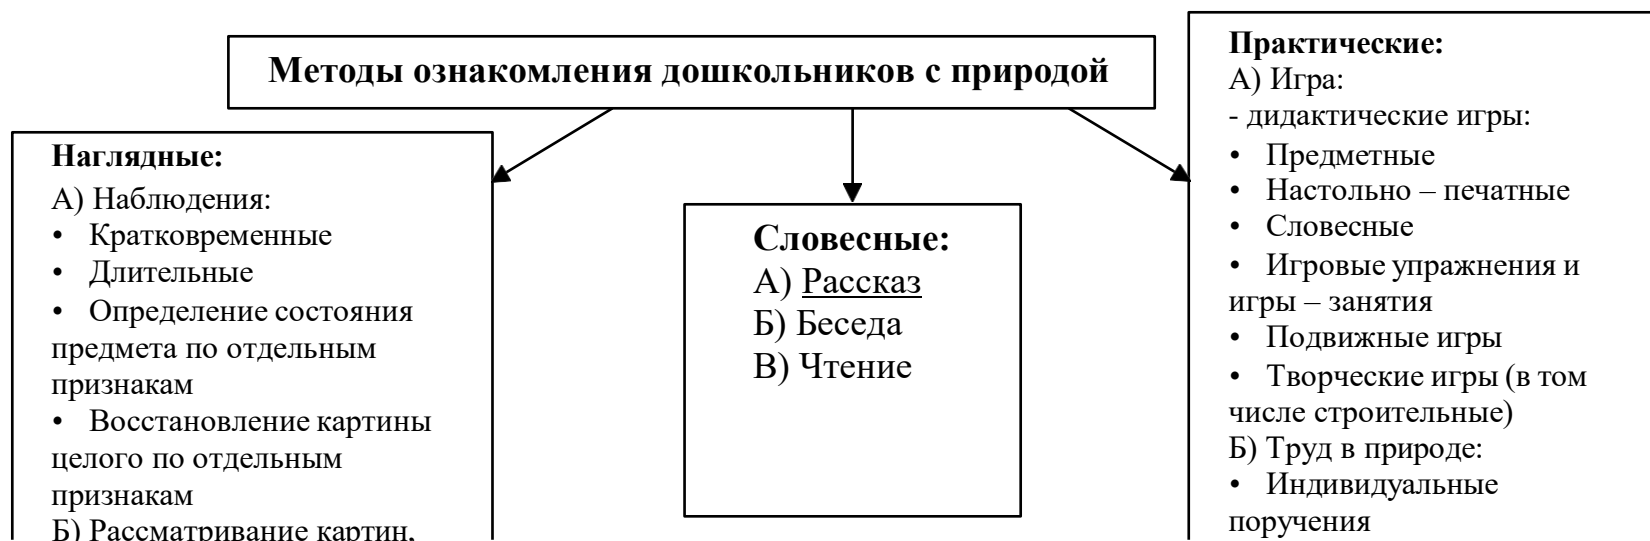 Методы ознакомления дошкольников с природой
Наглядные:
А) Наблюдения:
• Кратковременные
• Длительные
• Определение состояния
предмета по отдельным
признакам
• Восстановление картины
целого по отдельным
признакам
Б) Рассматривание картин,
Словесные:
А) Рассказ
Б) Беседа
В) Чтение
Практические:
А) Игра:
- дидактические игры:
• Предметные
• Настольно – печатные
• Словесные
• Игровые упражнения и
игры – занятия
• Подвижные игры
• Творческие игры (в том
числе строительные)
Б) Труд в природе:
• Индивидуальные
поручения